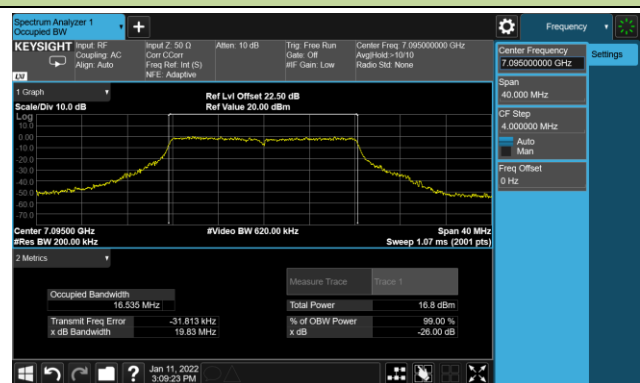 Spectrum Analyzer 1
Occupied BW
Frequency
KEYSIGHT
Input: RF
Coupling: AC
Align: Auto
Input Z: 50 Ω
Corr CCorr
Freq Ref: Int (S)
NFE: Adaptive
Atten: 10 dB
Trig: Free Run
Gate: Off
#IF Gain: Low
Center Freq: 7.095000000 GHz
Avg|Hold:>10/10
Radio Std: None
LXI
Center Frequency
7.095000000 GHz
Settings
Span
40.000 MHz
CF Step
4.000000 MHz
Auto
Man
Freq Offset
0 Hz
1 Graph
Scale/Div 10.0 dB
Ref Lvl Offset 22.50 dB
Ref Value 20.00 dBm
Log
10.0
0.00
-10.0
-20.0
-30.0
-40.0
-50.0
-60.0
-70.0
Center 7.09500 GHz
#Res BW 200.00 kHz
#Video BW 620.00 kHz
Span 40 MHz
Sweep 1.07 ms (2001 pts)
2 Metrics
Measure Trace
Trace 1
Occupied Bandwidth
16.535 MHz
Total Power
16.8 dBm
Transmit Freq Error
-31.813 kHz
% of OBW Power
99.00 %
x dB Bandwidth
19.83 MHz
x dB
-26.00 dB
Jan 11, 2022
3:09:23 PM